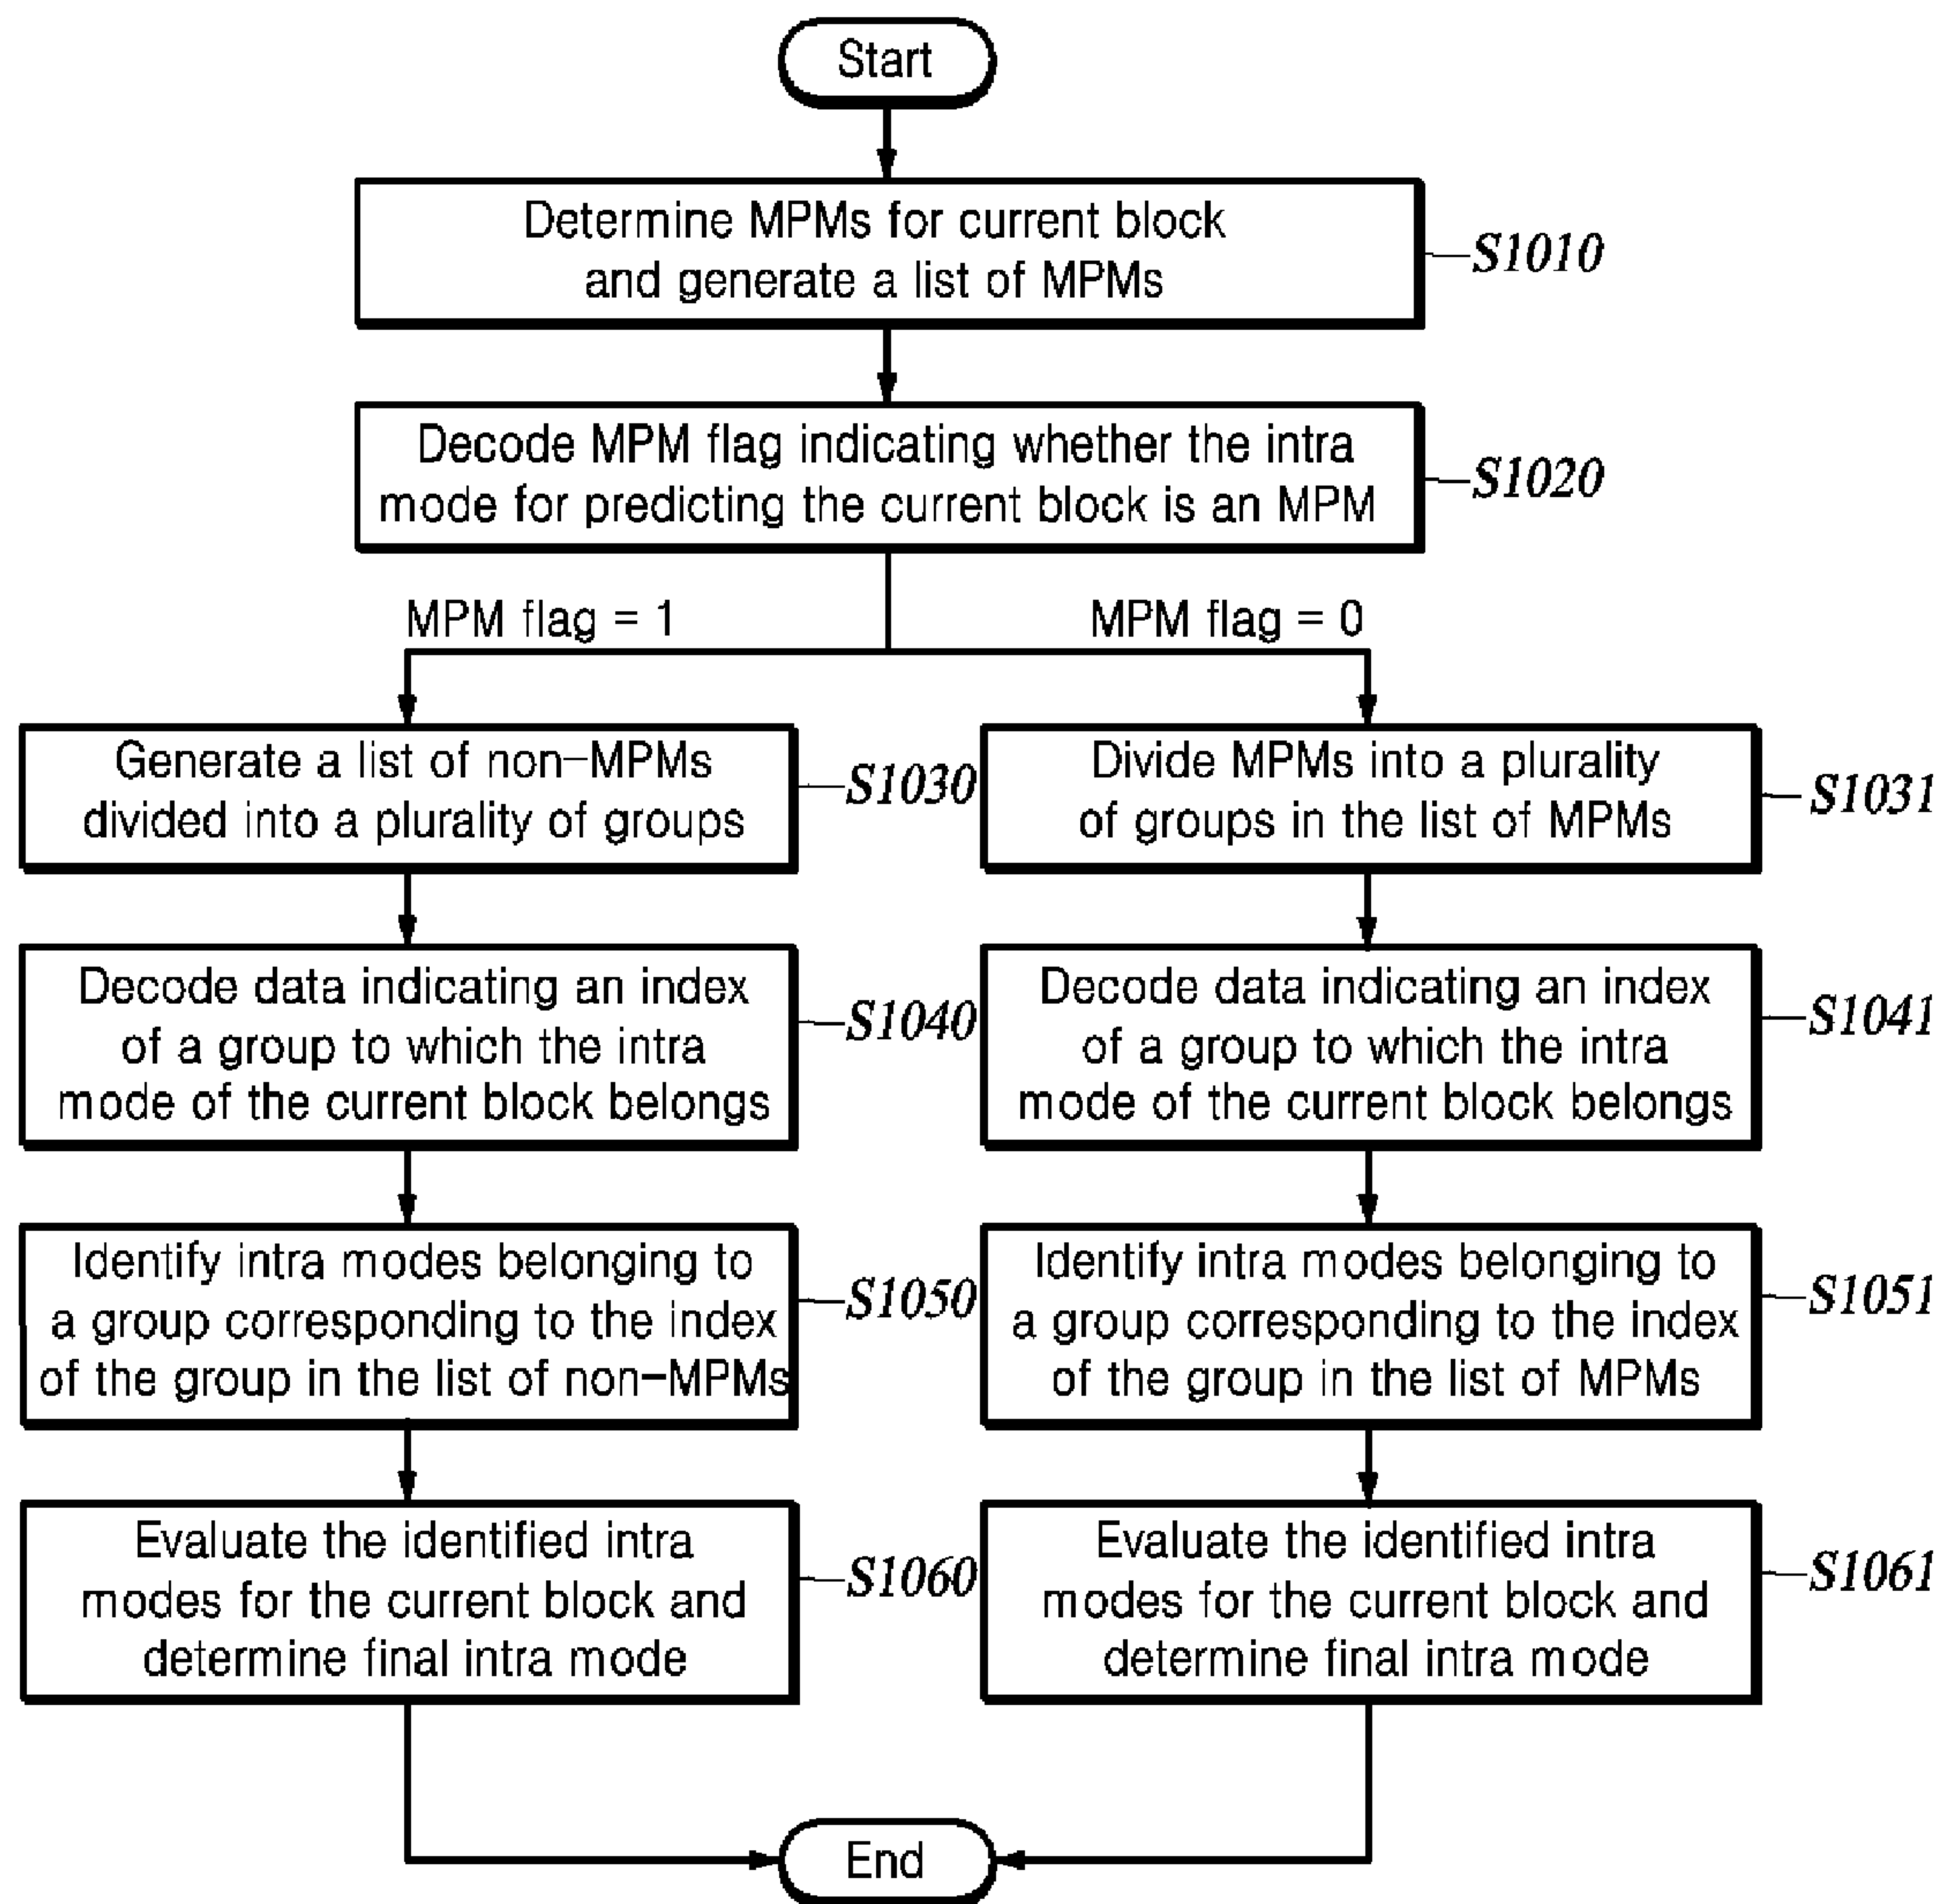 Start
Determine MPMs for current block
and generate a list of MPMs
S1010
Decode MPM flag indicating whether the intra
mode for predicting the current block is an MPM
S1020
MPM flag = 1
MPM flag = 0
Generate a list of non-MPMs
divided into a plurality of groups
S1030
Divide MPMs into a plurality
of groups in the list of MPMs
S1031
Decode data indicating an index
of a group to which the intra
mode of the current block belongs
S1040
Decode data indicating an index
of a group to which the intra
mode of the current block belongs
S1041
Identify intra modes belonging to
a group corresponding to the index
of the group in the list of non-MPMs
S1050
Identify intra modes belonging to
a group corresponding to the index
of the group in the list of MPMs
S1051
Evaluate the identified intra
modes for the current block and
determine final intra mode
S1060
Evaluate the identified intra
modes for the current block and
determine final intra mode
S1061
End